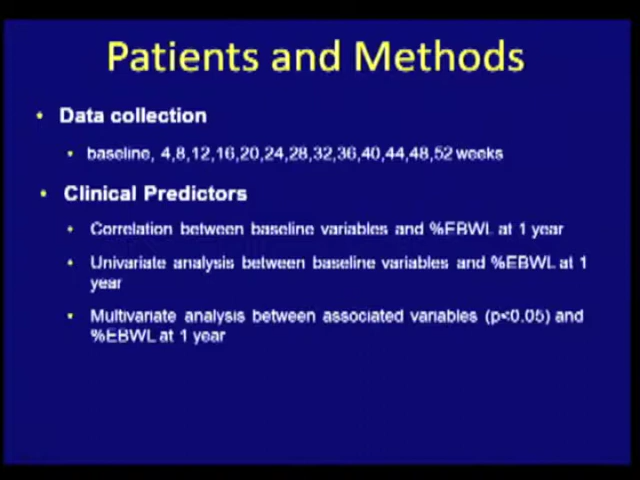 Patients and Methods
• Data collection
• baseline, 4,8,12,16,20,24,28,32,36,40,44,48,52 weeks
• Clinical Predictors
• Correlation between baseline variables and %EBWL at 1 year
• Univariate analysis between baseline variables and %EBWL at 1
year
• Multivariate analysis between associated variables (p<0.05) and
%EBWL at 1 year